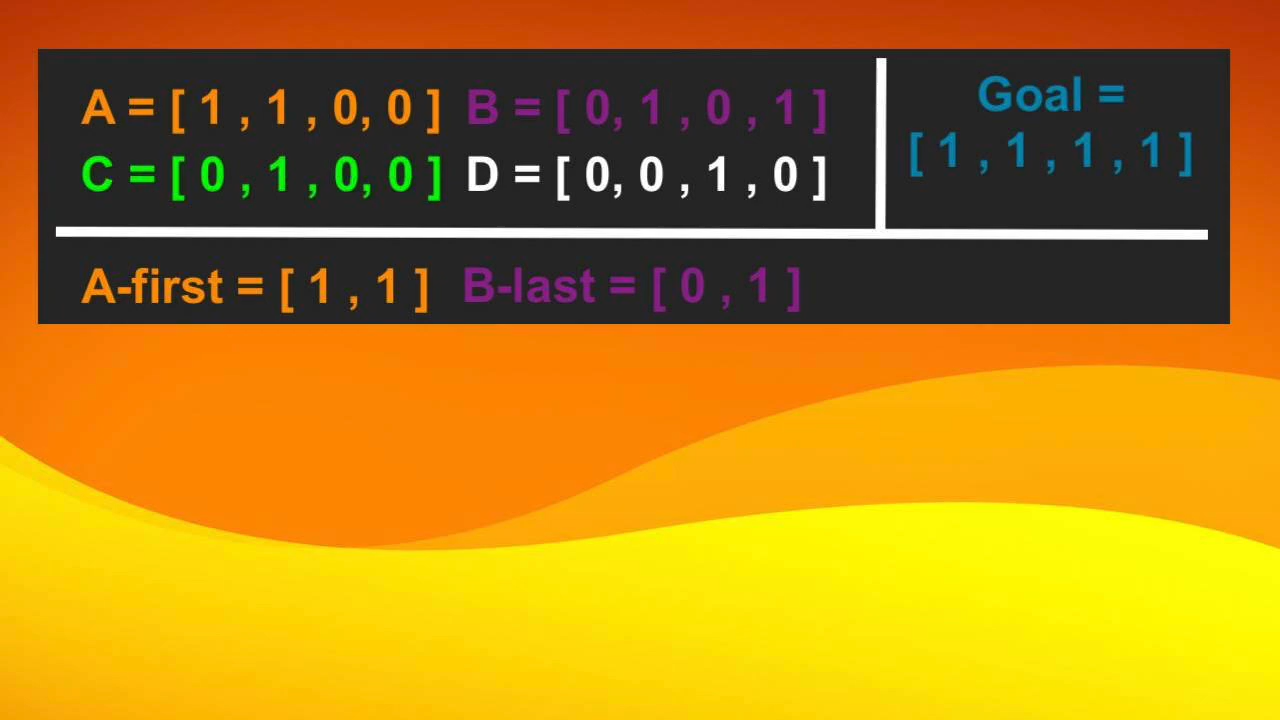 A = [ 1 , 1 , 0, 0 ] B = [ 0, 1 , 0 , 1 ]
C = [ 0 , 1 , 0, 0 ] D = [ 0, 0 , 1 , 0 ]
Goal =
[ 1 , 1 , 1 , 1 ]
A-first = [ 1 , 1 ] B-last = [ 0 , 1 ]